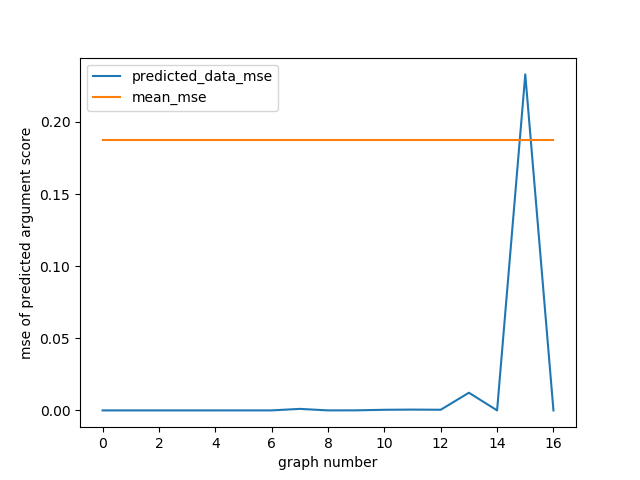 predicted_data_mse
mean_mse
mse of predicted argument score
0.20
0.15
0.10
0.05
0.00
0 2 4 6 8 10 12 14 16
graph number